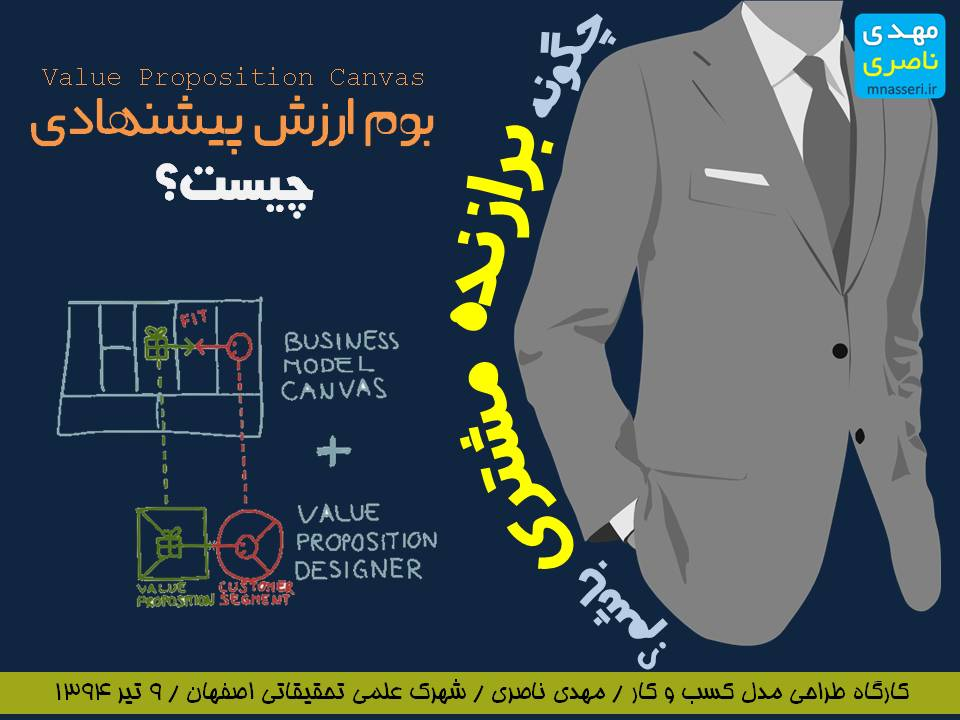 مهدی
ناصری
mnasseri.ir
Value Proposition Canvas
بوم ارزش پیشنهادی
چیست؟
چگونه
برازنده مشتری
باشیم؟
FIT
BUSINESS
MODEL
CANVAS
+
VALUE
PROPOSITION
DESIGNER
VALUE
PROPOSITION
CUSTOMER
SEGMENT
کارگاه طراحی مدل کسب و کار / مهدی ناصری / شهرک علمی تحقیقاتی اصفهان / ۹ تیر ۱۳۹۴